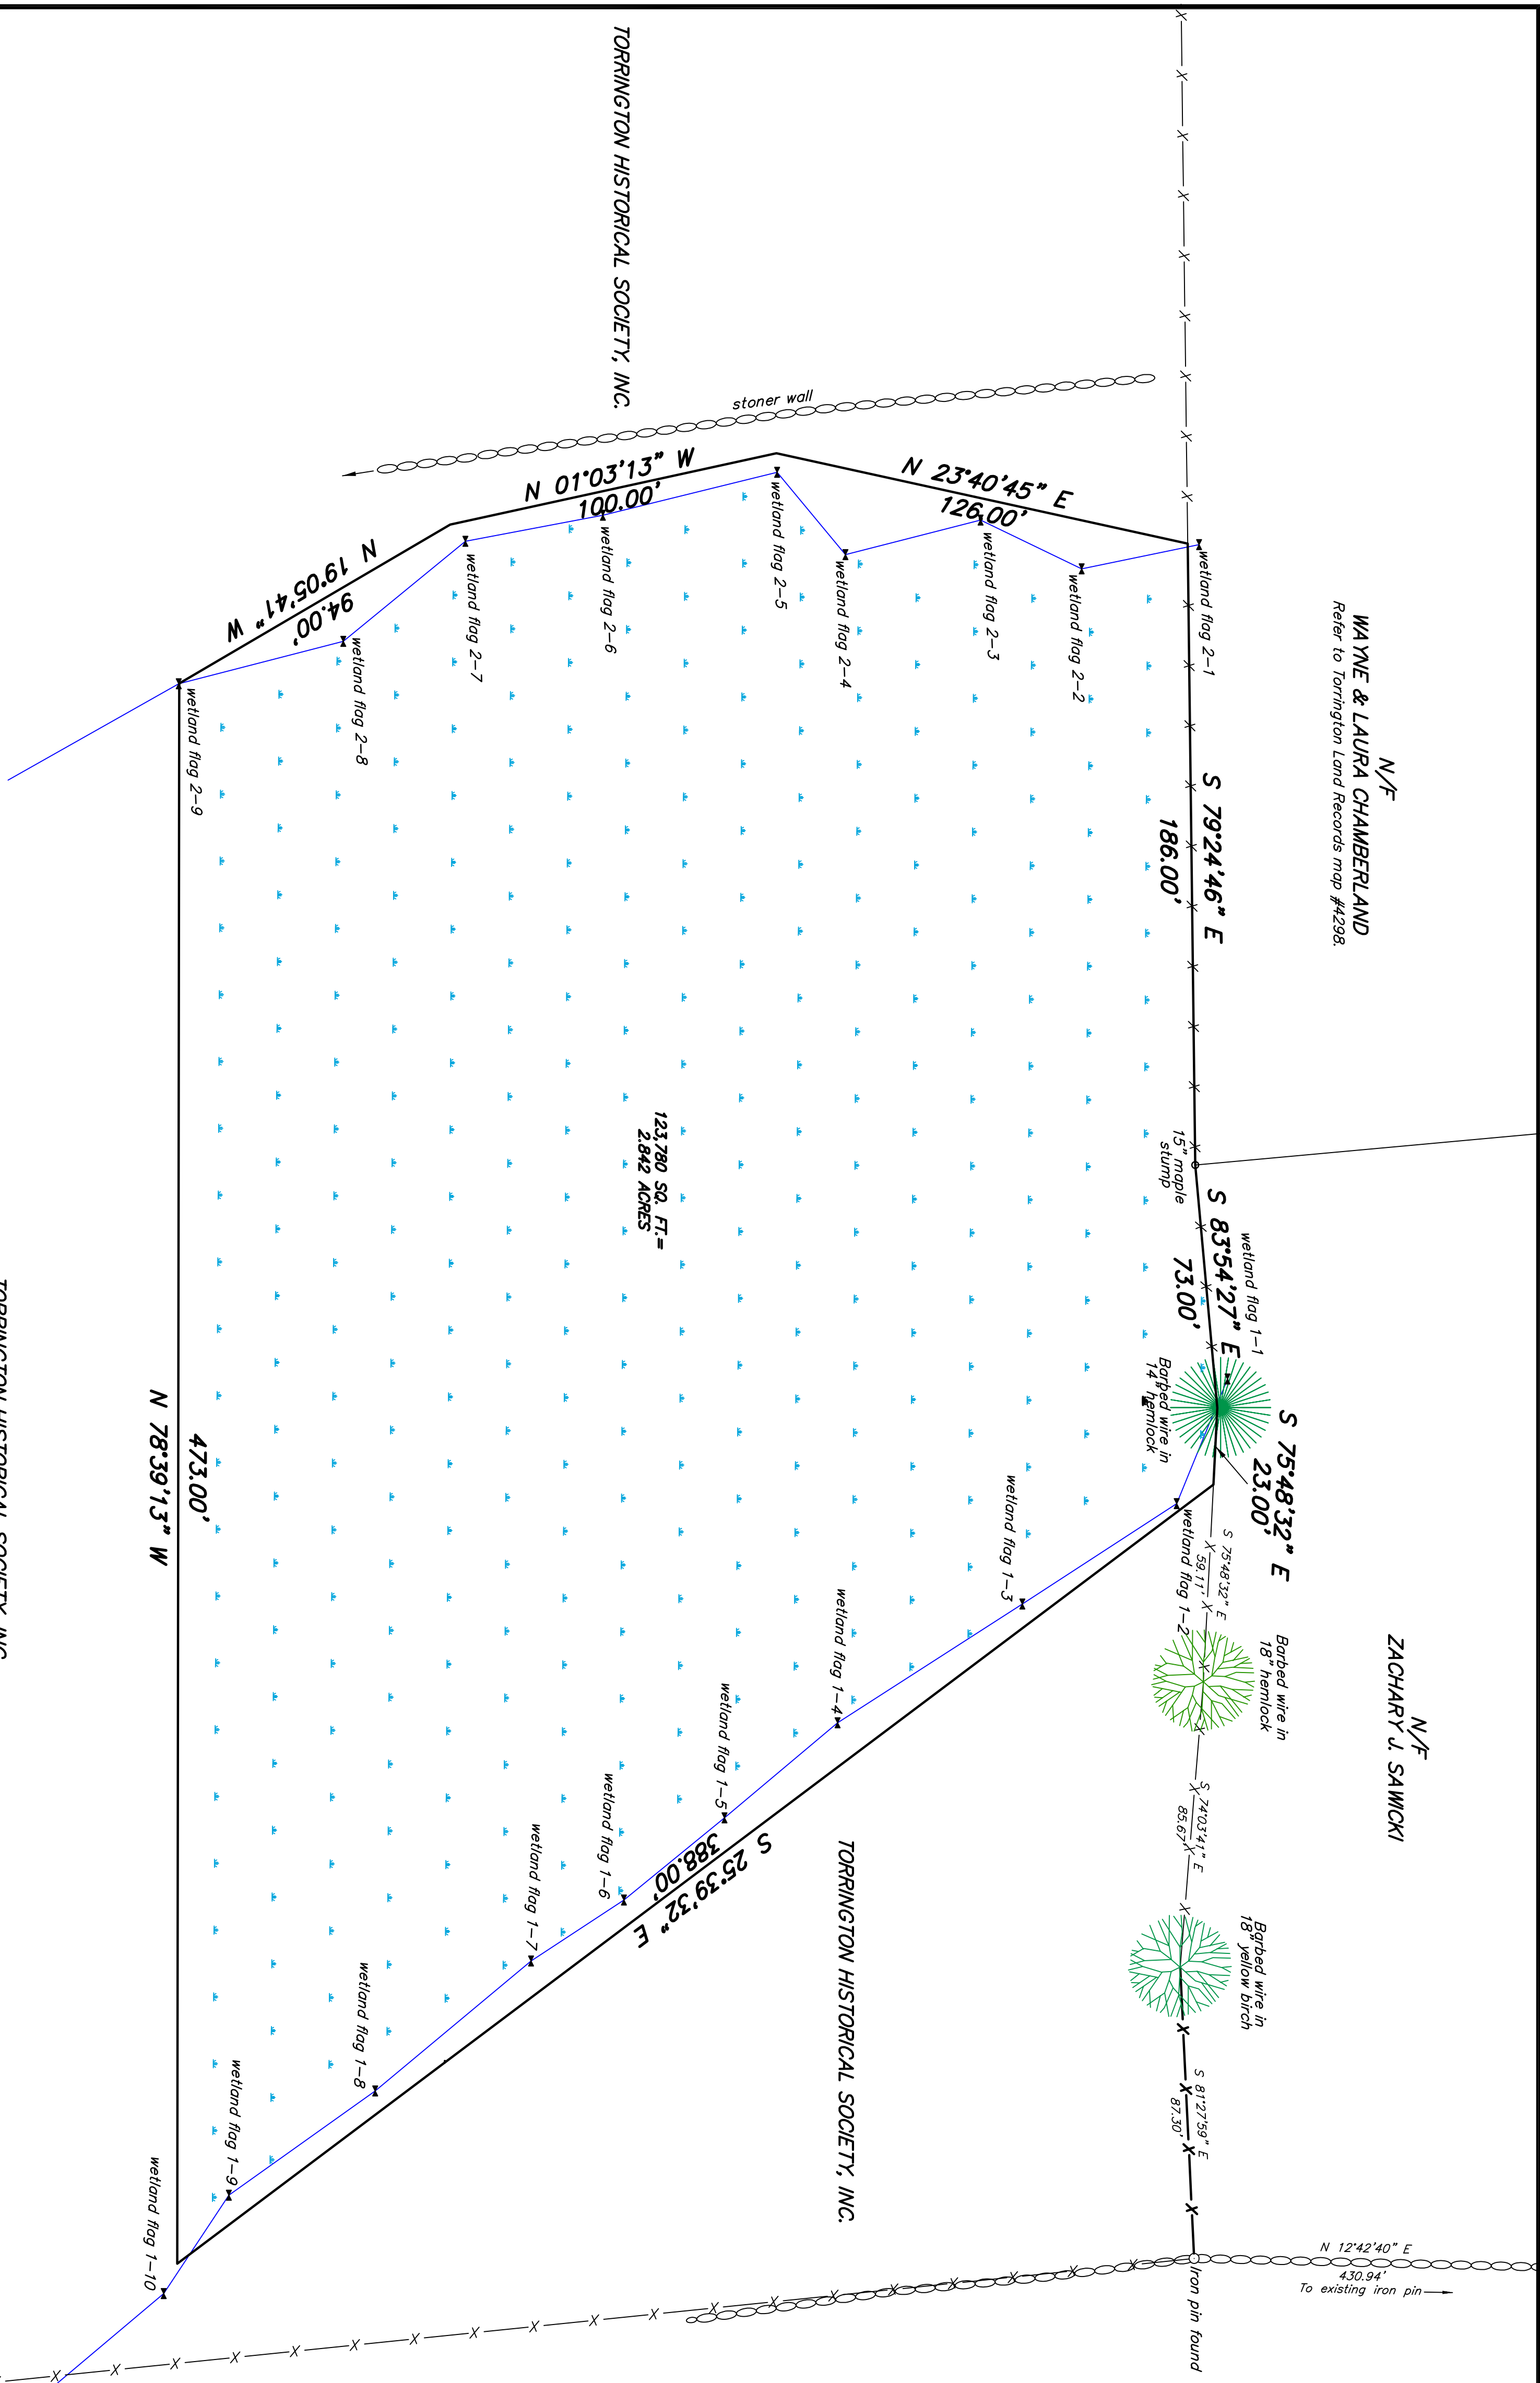 N/F
WAYNE & LAURA CHAMBERLAND
Refer to Torrington Land Records map #4298.
N/F
ZACHARY J. SAWICKI
TORRINGTON HISTORICAL SOCIETY, INC.
stoner wall
N 23°40'45" E
126.00'
N 01°03'13" W
100.00'
N 19°05'41" W
94.00'
wetland flag 2-1
wetland flag 2-2
wetland flag 2-3
wetland flag 2-4
wetland flag 2-5
wetland flag 2-6
wetland flag 2-7
wetland flag 2-8
wetland flag 2-9
S 79°24'46" E
186.00'
15" maple
stump
S 83°54'27" E
73.00'
wetland flag 1-1
Barbed wire in
14" hemlock
S 75°48'32" E
23.00'
S 75°48'32" E
59.11'
Barbed wire in
18" hemlock
S 74°03'41" E
85.67'
Barbed wire in
18" yellow birch
S 81°27'59" E
87.30'
Iron pin found
N 12°42'40" E
430.94'
To existing iron pin
123,780 SQ. FT.=
2.842 ACRES
wetland flag 1-2
wetland flag 1-3
wetland flag 1-4
wetland flag 1-5
wetland flag 1-6
wetland flag 1-7
wetland flag 1-8
wetland flag 1-9
wetland flag 1-10
S 25°39'32" E
388.00'
TORRINGTON HISTORICAL SOCIETY, INC.
473.00'
N 78°39'13" W
TORRINGTON HISTORICAL SOCIETY, INC.